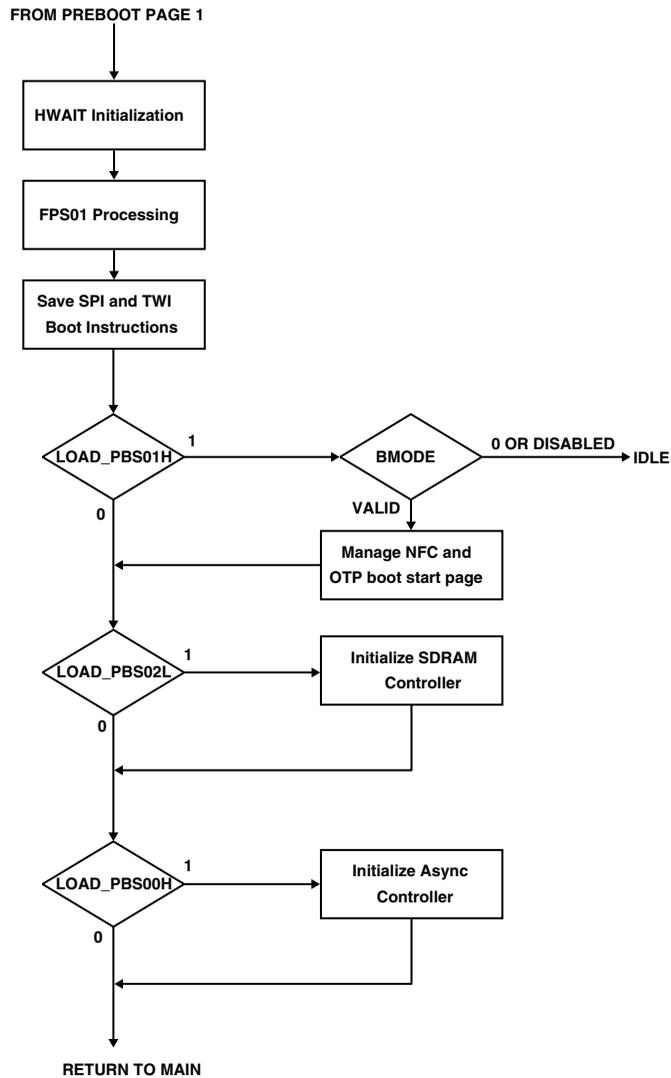 FROM PREBOOT PAGE 1
HWAIT Initialization
FPS01 Processing
Save SPI and TWI
Boot Instructions
LOAD_PBS01H
1
BMODE
0 OR DISABLED
IDLE
0
VALID
Manage NFC and
OTP boot start page
LOAD_PBS02L
1
Initialize SDRAM
Controller
0
LOAD_PBS00H
1
Initialize Async
Controller
0
RETURN TO MAIN